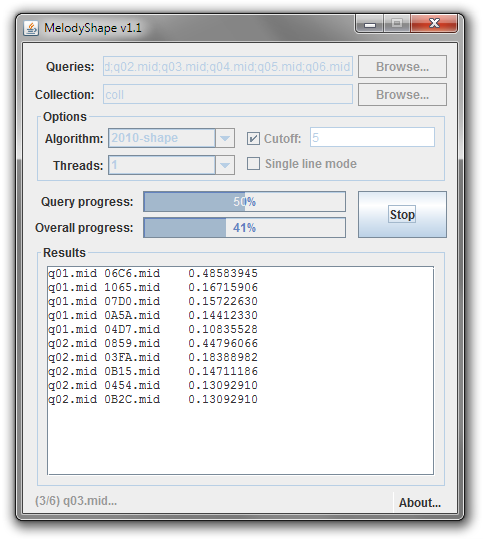 MelodyShape v1.1
Queries: d;q02.mid;q03.mid;q04.mid;q05.mid;q06.mid Browse...
Collection: coll Browse...
Options
Algorithm: 2010-shape Cutoff: 5
Threads: 1 Single line mode
Query progress: 50%
Stop
Overall progress: 41%
Results
q01.mid 06C6.mid 0.48583945
q01.mid 1065.mid 0.16715906
q01.mid 07D0.mid 0.15722630
q01.mid 0A5A.mid 0.14412330
q01.mid 04D7.mid 0.10835528
q02.mid 0859.mid 0.44796066
q02.mid 03FA.mid 0.18388982
q02.mid 0B15.mid 0.14711186
q02.mid 0454.mid 0.13092910
q02.mid 0B2C.mid 0.13092910
(3/6) q03.mid... About...